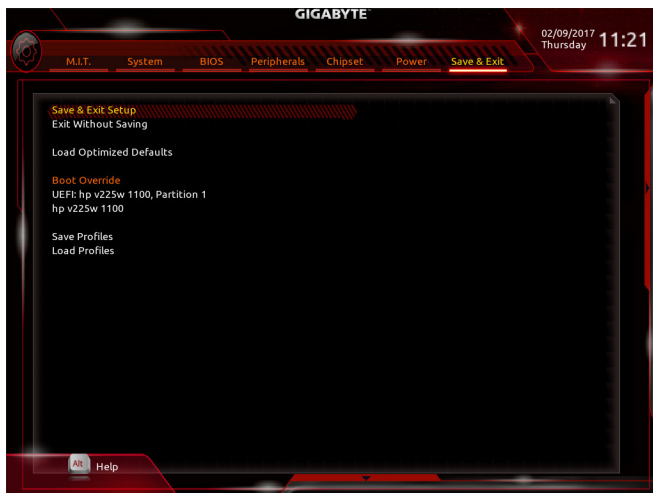 GIGABYTE™
02/09/2017
Thursday
11:21
M.I.T. System BIOS Peripherals Chipset Power Save & Exit
Save & Exit Setup
Exit Without Saving
Load Optimized Defaults
Boot Override
UEFI: hp v225w 1100, Partition 1
hp v225w 1100
Save Profiles
Load Profiles
Alt Help